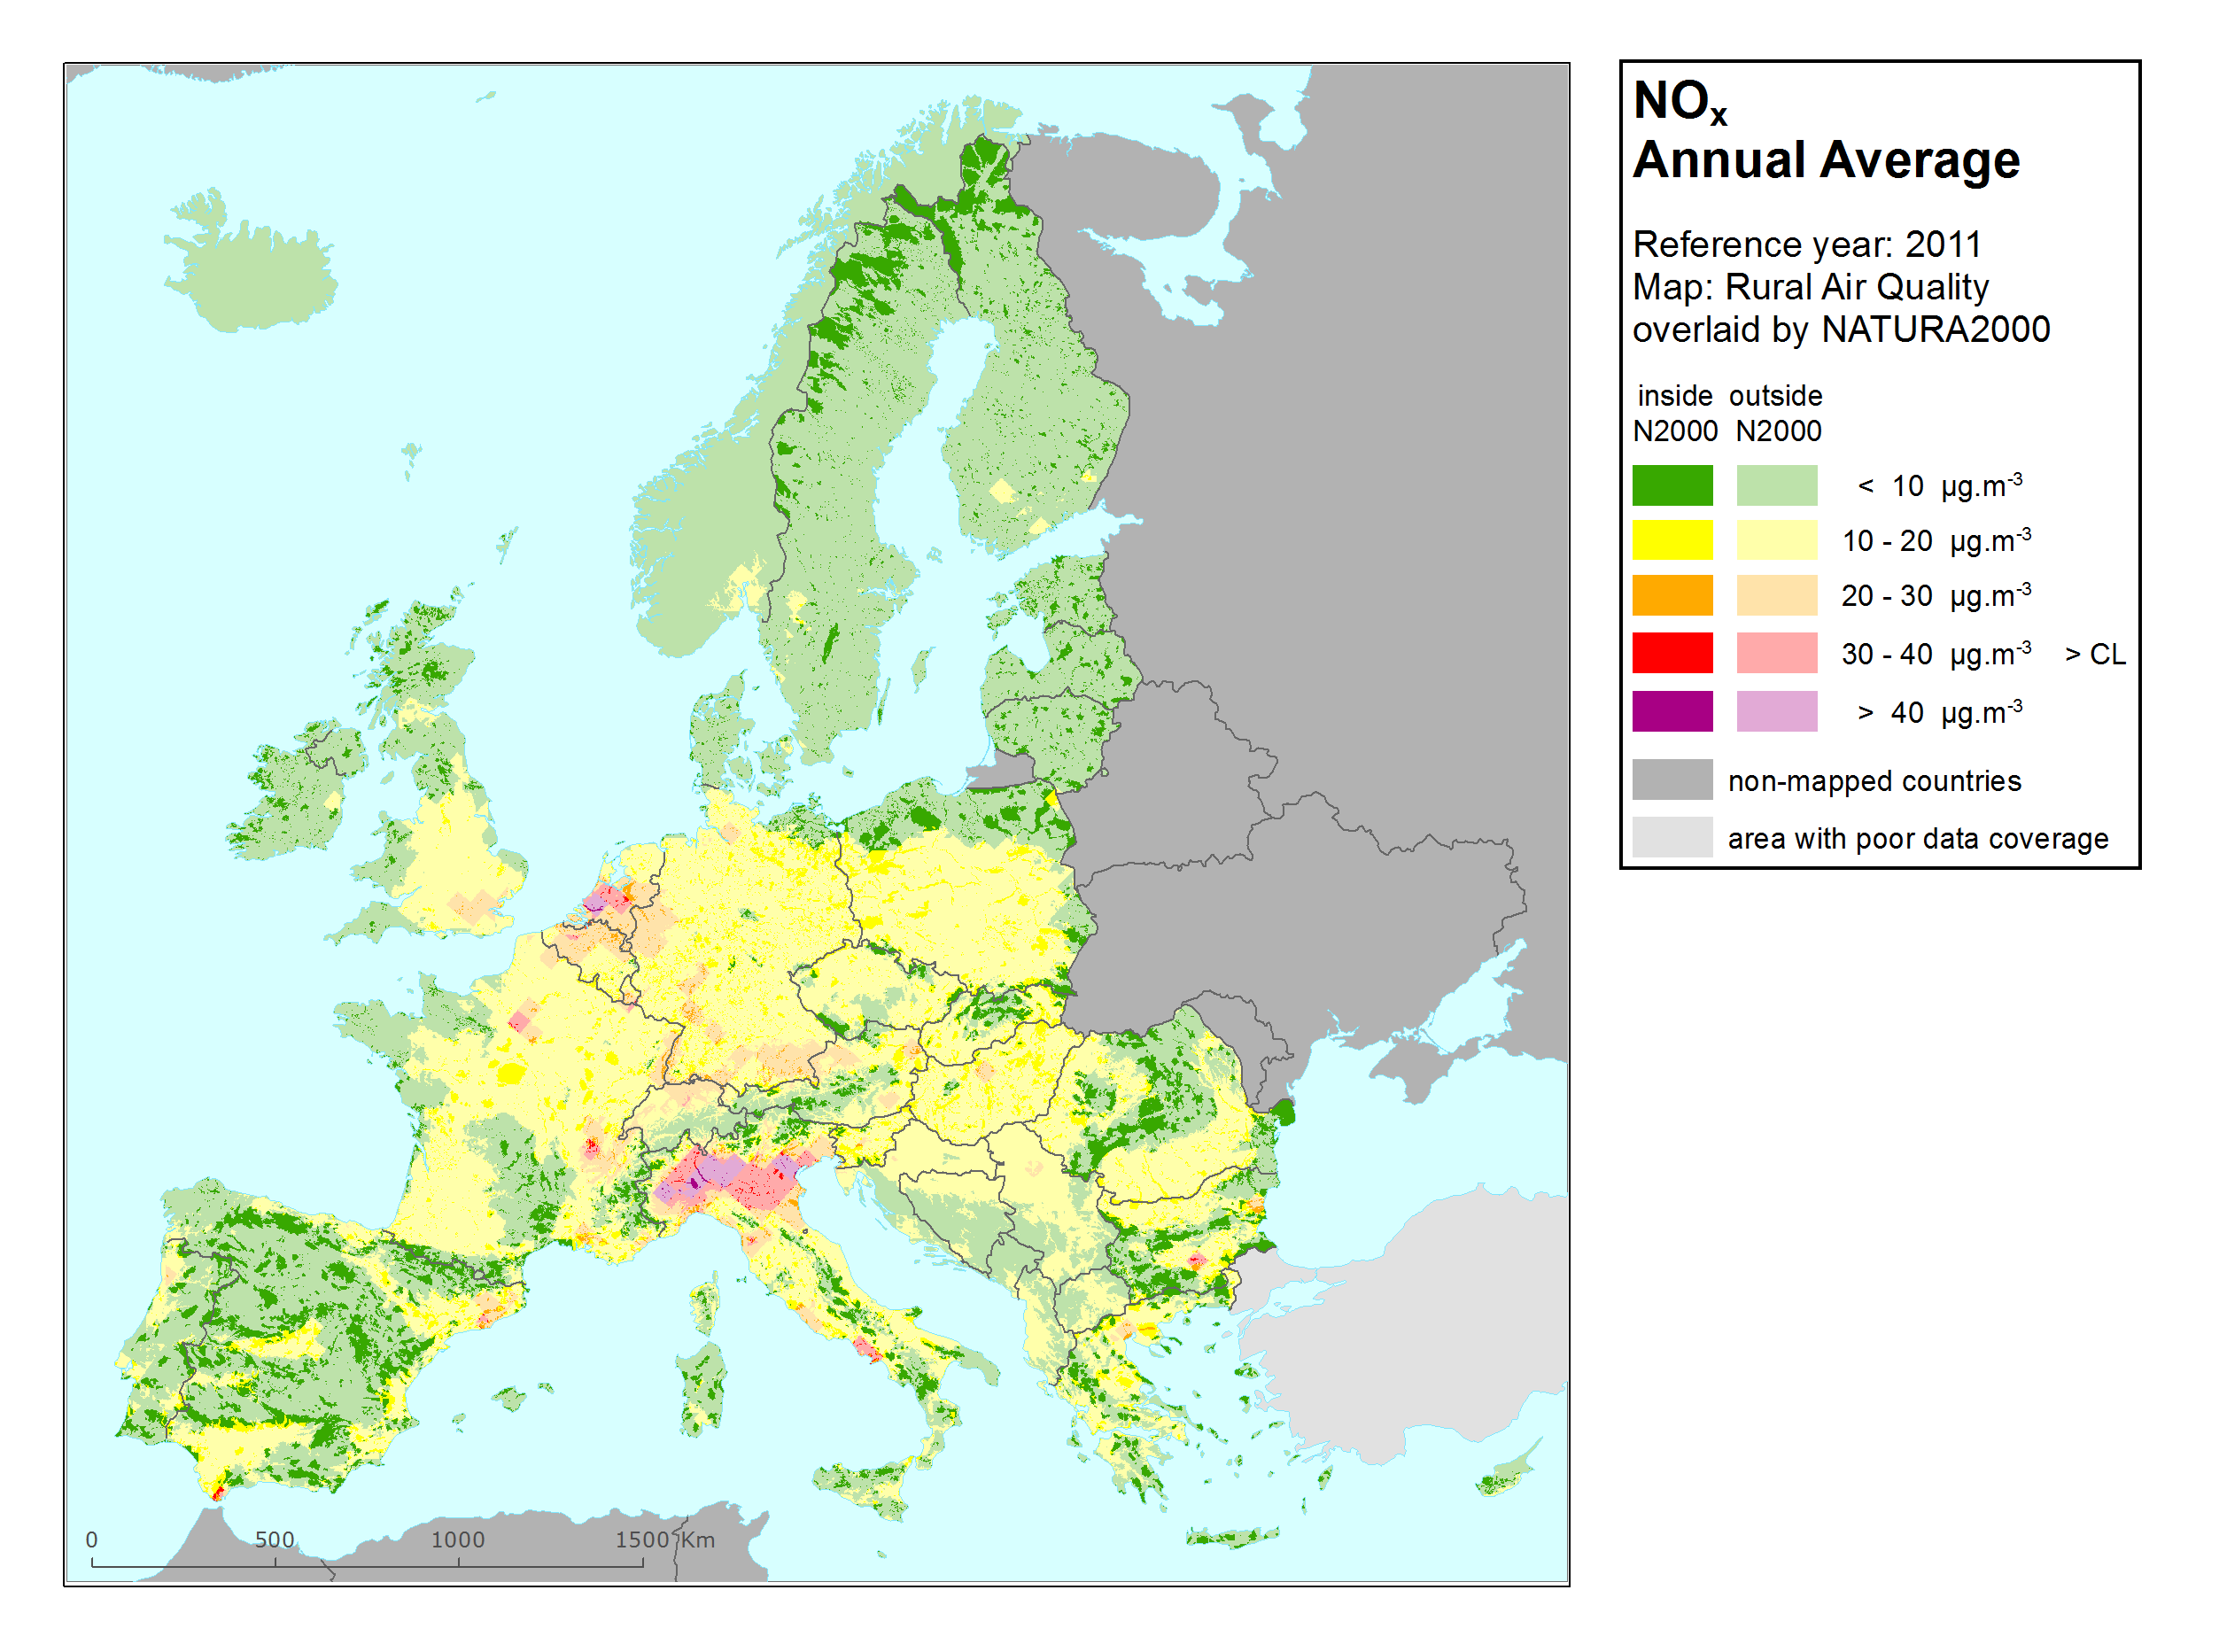 NOx
Annual Average
Reference year: 2011
Map: Rural Air Quality
overlaid by NATURA2000
inside outside
N2000 N2000
< 10 µg.m-3
10 - 20 µg.m-3
20 - 30 µg.m-3
30 - 40 µg.m-3 > CL
> 40 µg.m-3
non-mapped countries
area with poor data coverage
0 500 1000 1500 Km